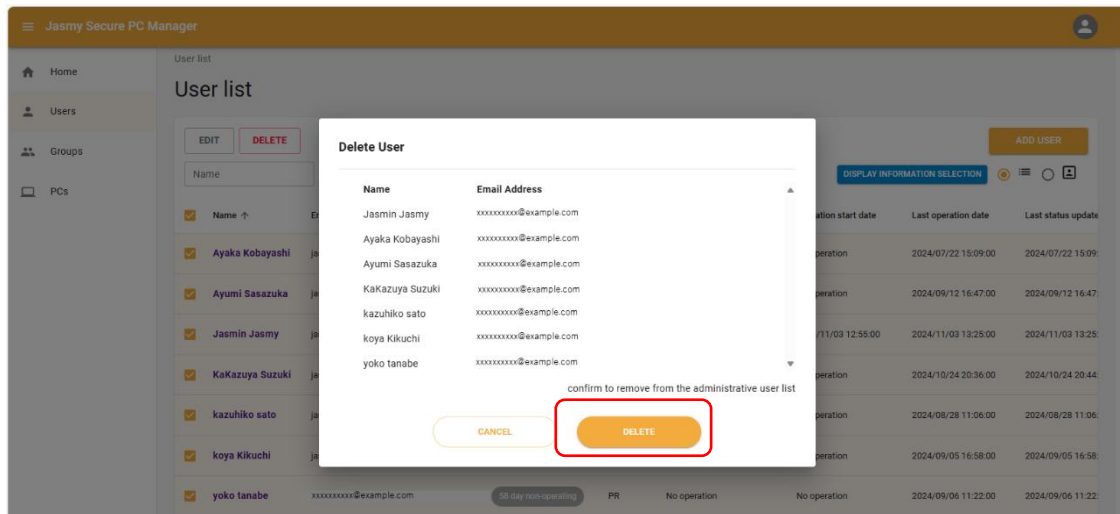 Jasmy Secure PC Manager
Home
Users
Groups
PCs
User list
User list
EDIT DELETE ADD USER
Name DISPLAY INFORMATION SELECTION
Name ↑ ation start date Last operation date Last status update
Ayaka Kobayashi ja peration 2024/07/22 15:09:00 2024/07/22 15:09:
Ayumi Sasazuka ja peration 2024/09/12 16:47:00 2024/09/12 16:47:
Jasmin Jasmy ja /11/03 12:55:00 2024/11/03 13:25:00 2024/11/03 13:25:
KaKazuya Suzuki ja peration 2024/10/24 20:36:00 2024/10/24 20:44:
kazuhiko sato ja peration 2024/08/28 11:06:00 2024/08/28 11:06:
koya Kikuchi ja peration 2024/09/05 16:58:00 2024/09/05 16:58:
yoko tanabe xxxxxxxxxx@example.com 58 day non-operating PR No operation No operation 2024/09/06 11:22:00 2024/09/06 11:22:
Delete User
Name Email Address
Jasmin Jasmy xxxxxxxxxx@example.com
Ayaka Kobayashi xxxxxxxxxx@example.com
Ayumi Sasazuka xxxxxxxxxx@example.com
KaKazuya Suzuki xxxxxxxxxx@example.com
kazuhiko sato xxxxxxxxxx@example.com
koya Kikuchi xxxxxxxxxx@example.com
yoko tanabe xxxxxxxxxx@example.com
confirm to remove from the administrative user list
CANCEL DELETE